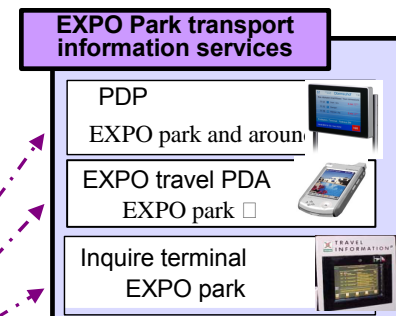 EXPO Park transport
information services
PDP
EXPO park and aroun
EXPO travel PDA
EXPO park □
Inquire terminal
EXPO park
TRAVEL
INFORMATION